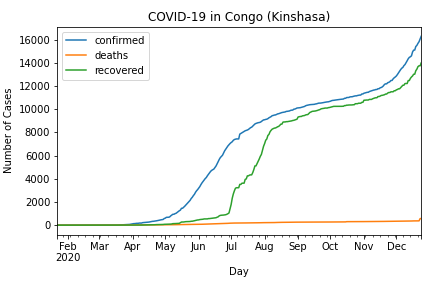 COVID-19 in Congo (Kinshasa)
confirmed
deaths
recovered
Number of Cases
16000
14000
12000
10000
8000
6000
4000
2000
0
Feb Mar Apr May Jun Jul Aug Sep Oct Nov Dec
2020
Day